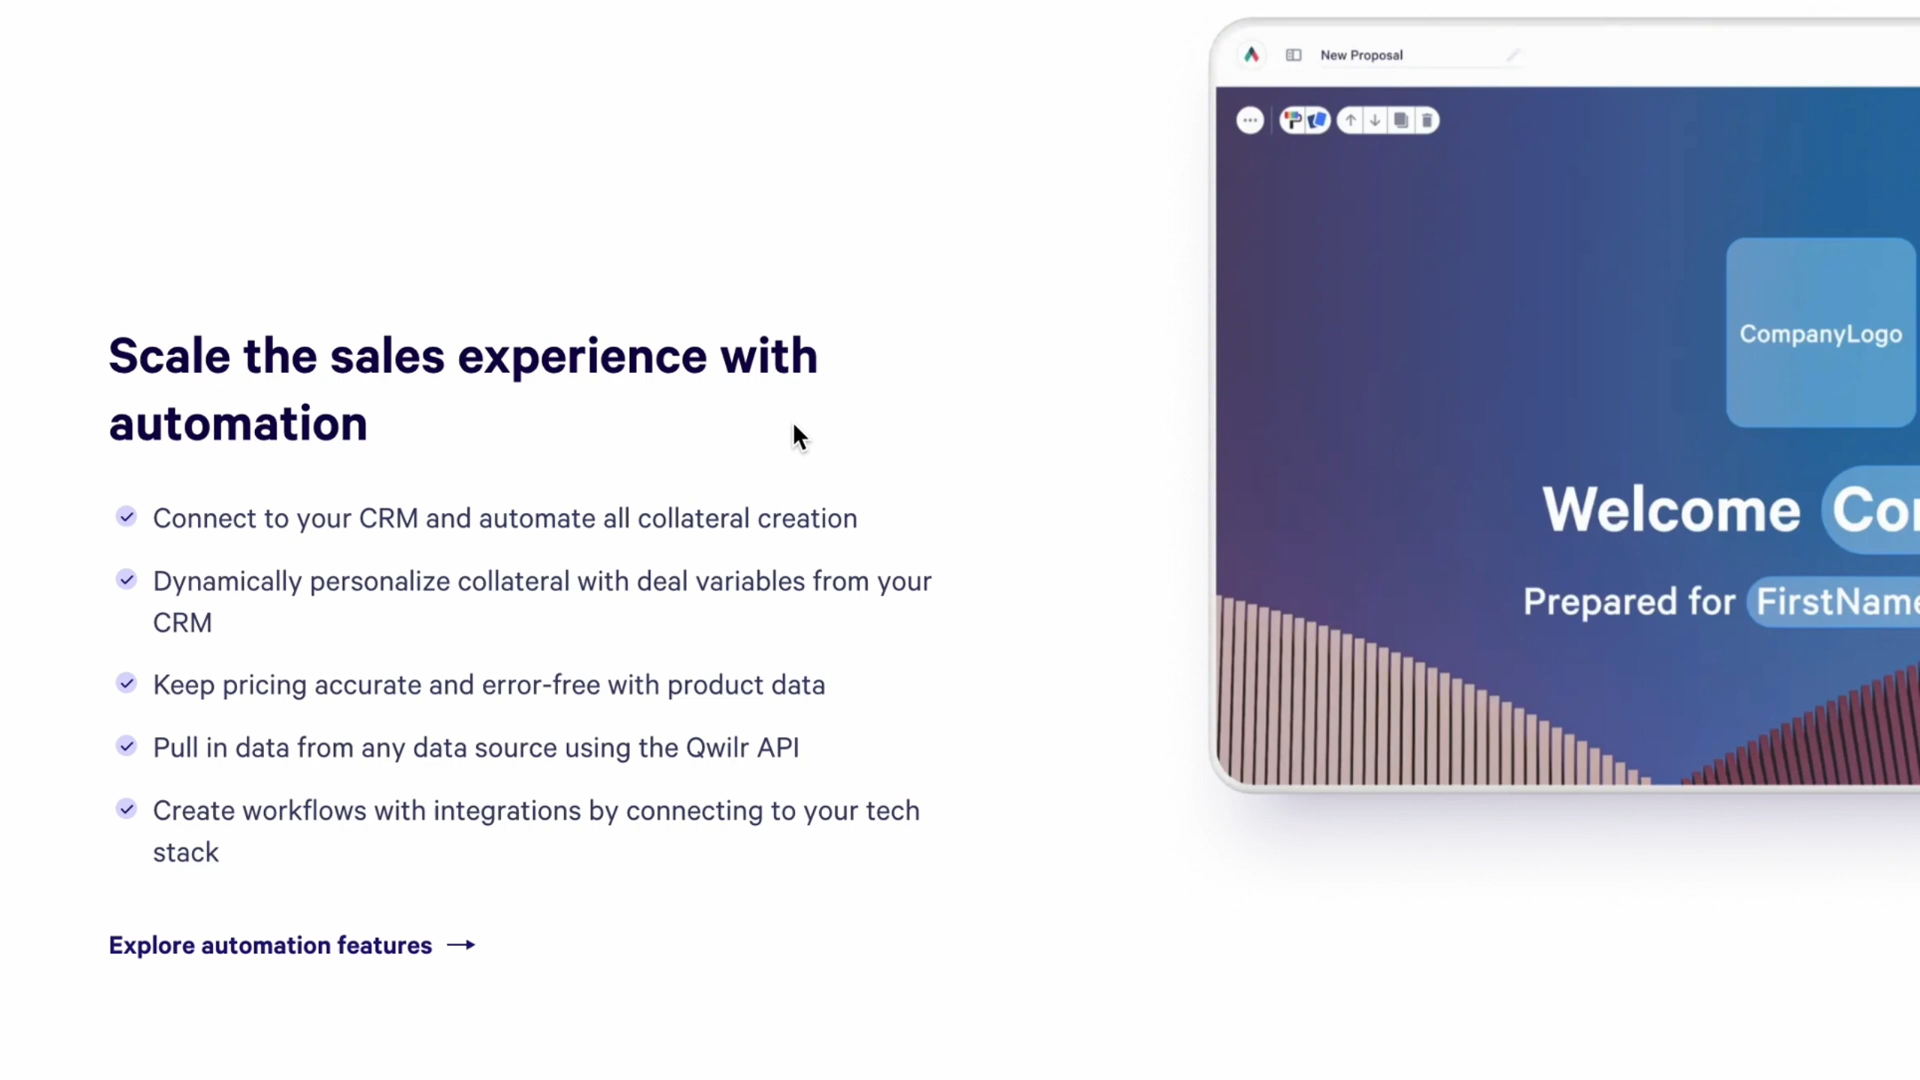 New Proposal
CompanyLogo
Welcome
Prepared for FirstName
Scale the sales experience with
automation
Connect to your CRM and automate all collateral creation
Dynamically personalize collateral with deal variables from your
CRM
Keep pricing accurate and error-free with product data
Pull in data from any data source using the Qwilr API
Create workflows with integrations by connecting to your tech
stack
Explore automation features